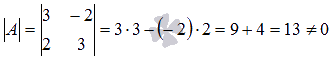 |A| = |3 -2; 2 3| = 3·3 − (−2)·2 = 9 + 4 = 13 ≠ 0